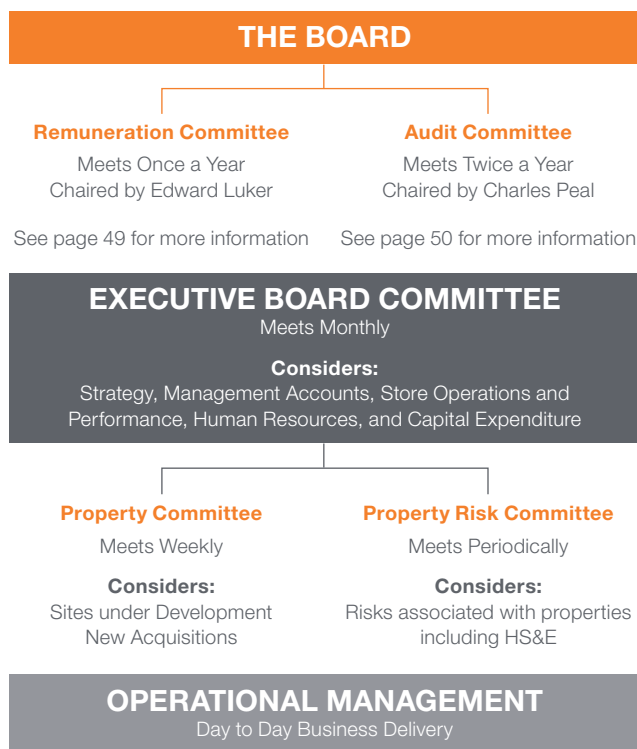 THE BOARD
Remuneration Committee
Meets Once a Year
Chaired by Edward Luker
See page 49 for more information
Audit Committee
Meets Twice a Year
Chaired by Charles Peal
See page 50 for more information
EXECUTIVE BOARD COMMITTEE
Meets Monthly
Considers:
Strategy, Management Accounts, Store Operations and
Performance, Human Resources, and Capital Expenditure
Property Committee
Meets Weekly
Considers:
Sites under Development
New Acquisitions
Property Risk Committee
Meets Periodically
Considers:
Risks associated with properties
including HS&E
OPERATIONAL MANAGEMENT
Day to Day Business Delivery